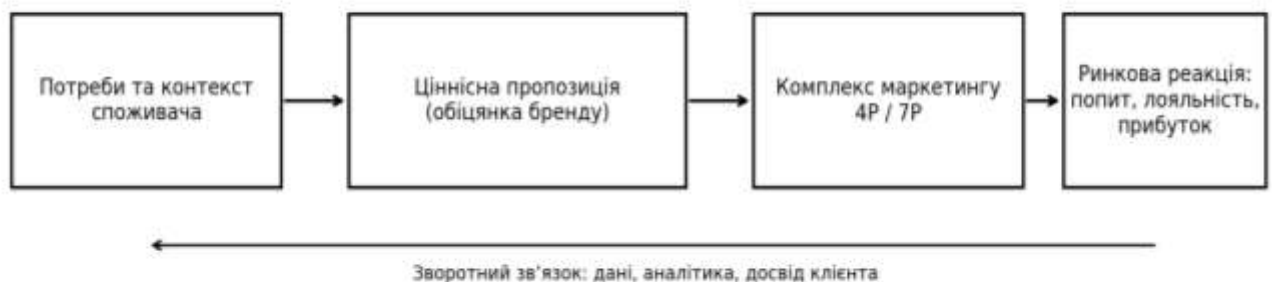 Потреби та контекст
споживача
Ціннісна пропозиція
(обіцянка бренду)
Комплекс маркетингу
4P / 7P
Ринкова реакція:
попит, лояльність,
прибуток
Зворотний зв’язок: дані, аналітика, досвід клієнта